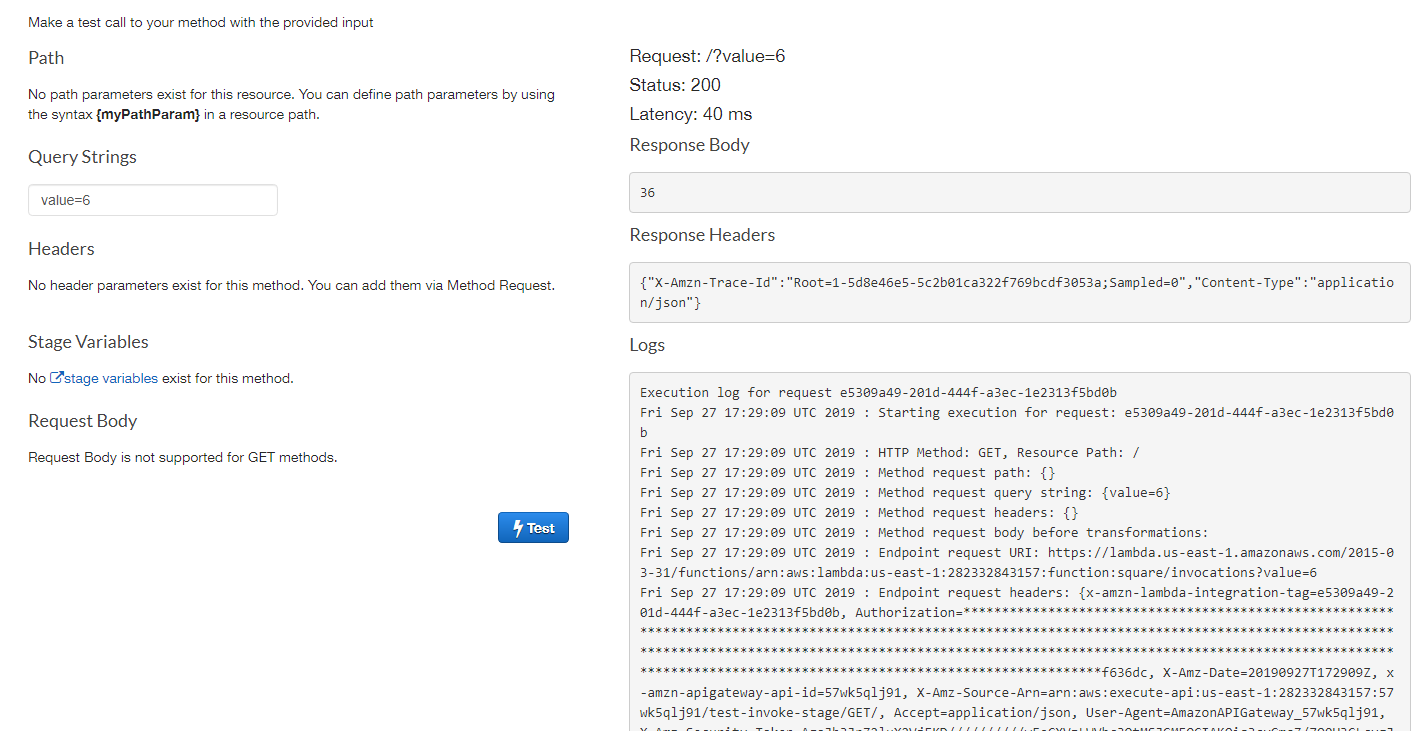 Make a test call to your method with the provided input
Path
No path parameters exist for this resource. You can define path parameters by using
the syntax {myPathParam} in a resource path.
Query Strings
value=6
Headers
No header parameters exist for this method. You can add them via Method Request.
Stage Variables
No stage variables exist for this method.
Request Body
Request Body is not supported for GET methods.
Test
Request: /?value=6
Status: 200
Latency: 40 ms
Response Body
36
Response Headers
{"X-Amzn-Trace-Id":"Root=1-5d8e46e5-5c2b01ca322f769bcdf3053a;Sampled=0","Content-Type":"applicatio
n/json"}
Logs
Execution log for request e5309a49-201d-444f-a3ec-1e2313f5bd0b
Fri Sep 27 17:29:09 UTC 2019 : Starting execution for request: e5309a49-201d-444f-a3ec-1e2313f5bd0
b
Fri Sep 27 17:29:09 UTC 2019 : HTTP Method: GET, Resource Path: /
Fri Sep 27 17:29:09 UTC 2019 : Method request path: {}
Fri Sep 27 17:29:09 UTC 2019 : Method request query string: {value=6}
Fri Sep 27 17:29:09 UTC 2019 : Method request headers: {}
Fri Sep 27 17:29:09 UTC 2019 : Method request body before transformations:
Fri Sep 27 17:29:09 UTC 2019 : Endpoint request URI: https://lambda.us-east-1.amazonaws.com/2015-0
3-31/functions/arn:aws:lambda:us-east-1:282332843157:function:square/invocations?value=6
Fri Sep 27 17:29:09 UTC 2019 : Endpoint request headers: {x-amzn-lambda-integration-tag=e5309a49-2
01d-444f-a3ec-1e2313f5bd0b, Authorization=********************************************************
**************************************************************************************************
**************************************************************************************************
************************************************************f636dc, X-Amz-Date=20190927T172909Z, x
-amzn-apigateway-api-id=57wk5qlj91, X-Amz-Source-Arn=arn:aws:execute-api:us-east-1:282332843157:57
wk5qlj91/test-invoke-stage/GET/, Accept=application/json, User-Agent=AmazonAPIGateway_57wk5qlj91,